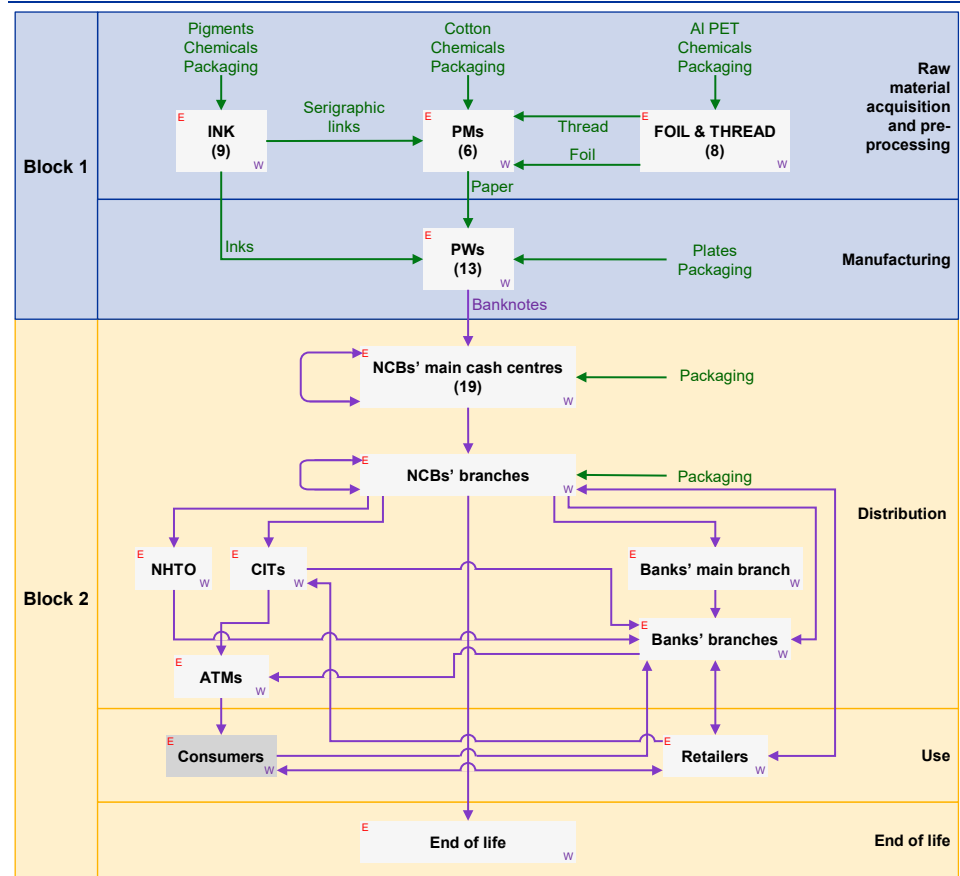 Pigments
Chemicals
Packaging
Cotton
Chemicals
Packaging
Al PET
Chemicals
Packaging
Raw
material
acquisition
and pre-
processing
Block 1
E
INK
(9)
W
Serigraphic
links
E
PMs
(6)
W
Thread
Foil
E
FOIL & THREAD
(8)
W
Paper
Inks
E
PWs
(13)
W
Plates
Packaging
Manufacturing
Banknotes
E
NCBs’ main cash centres
(19)
W
Packaging
E
NCBs’ branches
W
Packaging
Distribution
Block 2
E
NHTO
W
E
CITs
W
E
Banks’ main branch
W
E
Banks’ branches
W
E
ATMs
W
E
Consumers
W
E
Retailers
W
Use
E
End of life
W
End of life